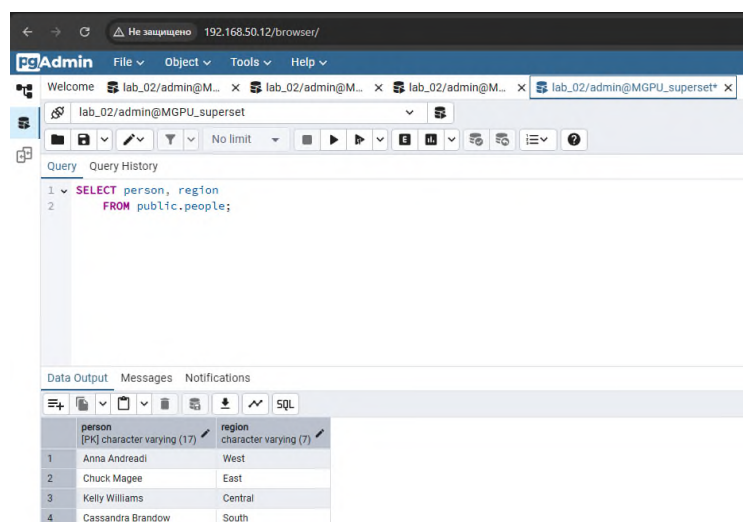 Не защищено 192.168.50.12/browser/
pgAdmin File Object Tools Help
Welcome lab_02/admin@M... lab_02/admin@M... lab_02/admin@M... lab_02/admin@MGPU_superset*
lab_02/admin@MGPU_superset
No limit E
Query Query History
1 SELECT person, region
2 FROM public.people;
Data Output Messages Notifications
SQL
person region
[PK] character varying (17) character varying (7)
1 Anna Andreadi West
2 Chuck Magee East
3 Kelly Williams Central
4 Cassandra Brandow South